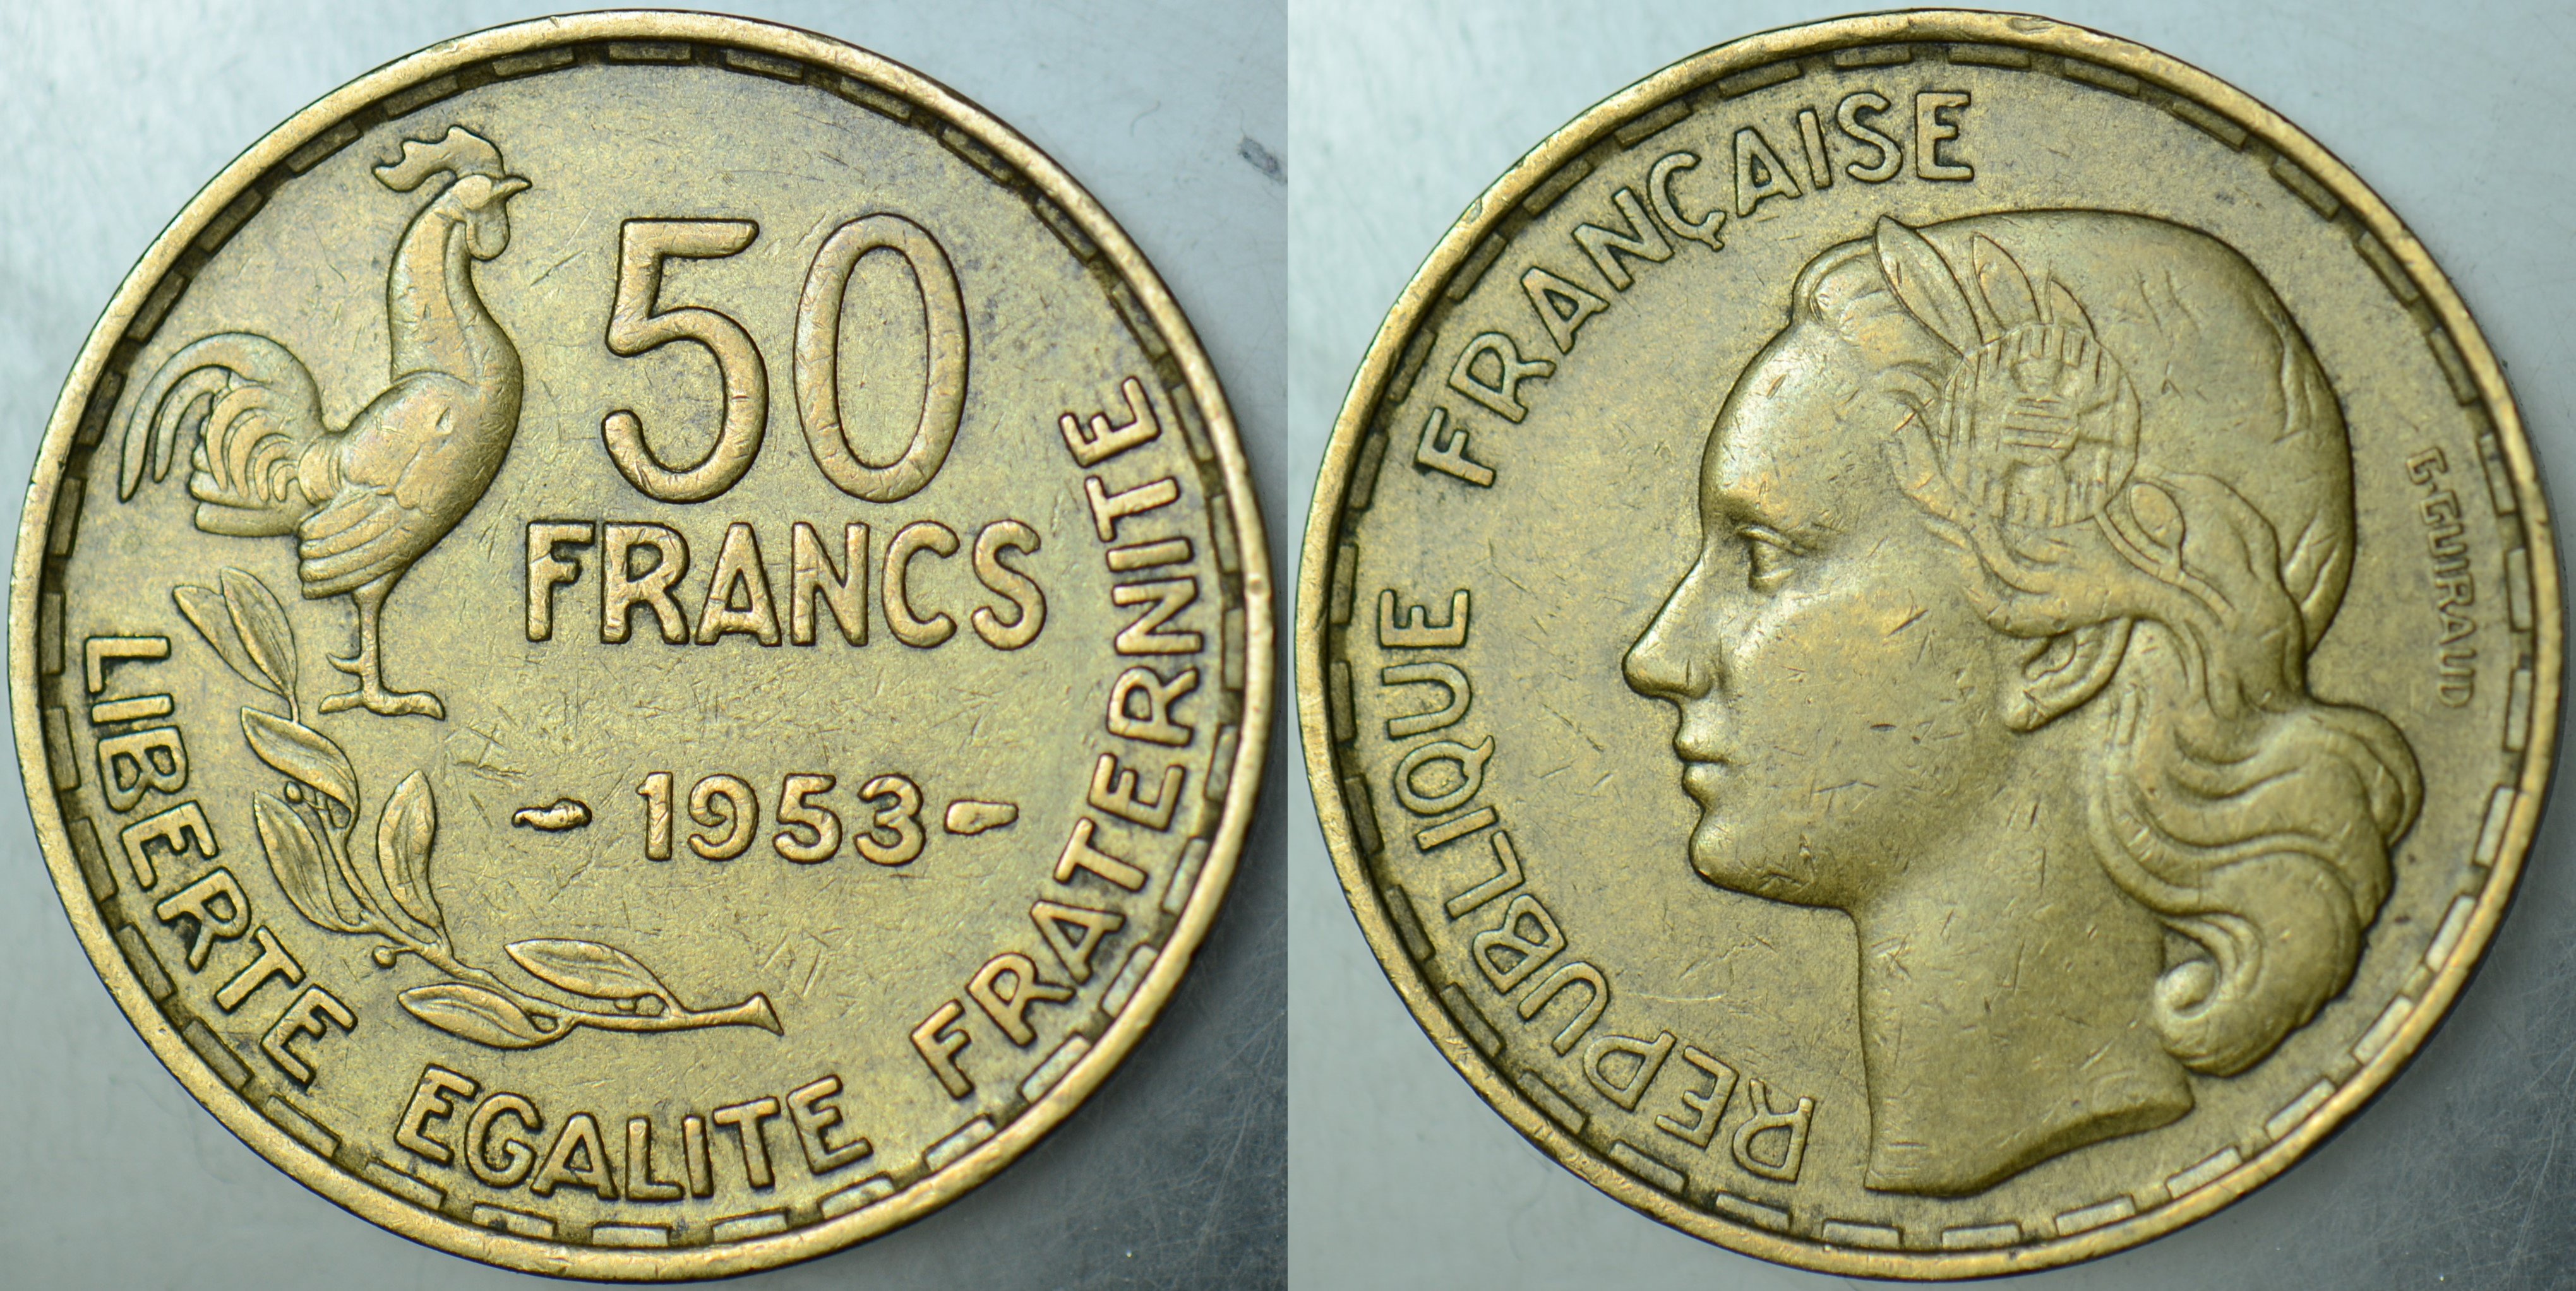 50
FRANCS
- 1953 -
LIBERTE EGALITE FRATERNITE
REPUBLIQUE FRANÇAISE
G·GUIRAUD